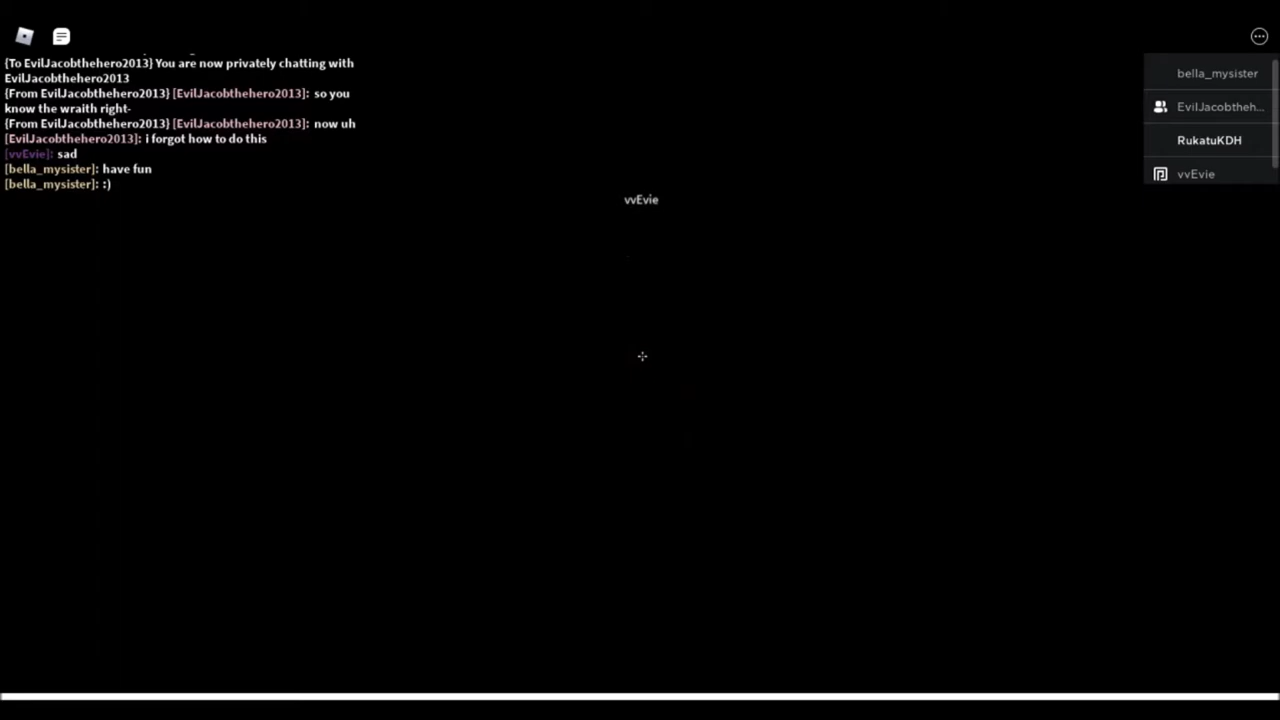 {To EvilJacobthehero2013} You are now privately chatting with
EvilJacobthehero2013
{From EvilJacobthehero2013} [EvilJacobthehero2013]: so you
know the wraith right-
{From EvilJacobthehero2013} [EvilJacobthehero2013]: now uh
[EvilJacobthehero2013]: i forgot how to do this
[vvEvie]: sad
[bella_mysister]: have fun
[bella_mysister]: :)
bella_mysister
EvilJacobtheh...
RukatuKDH
vvEvie
vvEvie